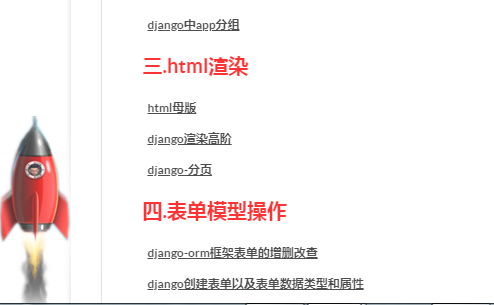 django中app分组
三.html渲染
html母版
django渲染高阶
django-分页
四.表单模型操作
django-orm框架表单的增删改查
django创建表单以及表单数据类型和属性